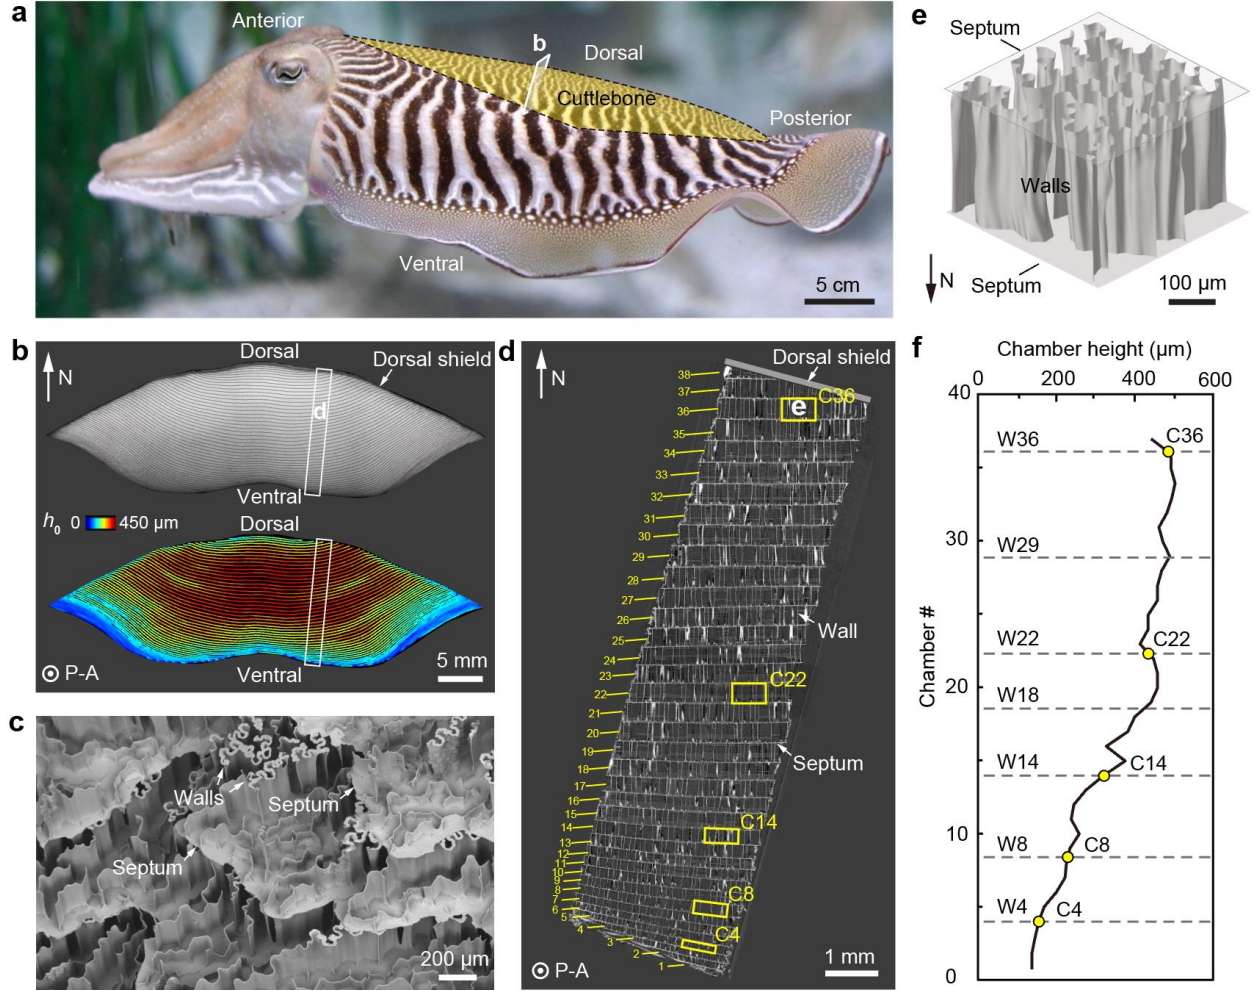 a
Anterior
b
Dorsal
Cuttlebone
Posterior
Ventral
5 cm
e
Septum
Walls
N
Septum
100 µm
b
Dorsal
Dorsal shield
N
d
Ventral
h0 0 450 µm
Dorsal
P-A
Ventral
5 mm
c
Walls
Septum
Septum
200 µm
d
N
Dorsal shield
38
37
36
35
34
33
32
31
30
29
28
27
26
25
24
23
22
21
20
19
18
17
16
15
14
13
12
11
10
9
8
7
6
5
4
3
2
1
C36
e
Wall
C22
Septum
C14
C8
C4
P-A
1 mm
f
Chamber height (µm)
0 200 400 600
40
30
20
10
0
Chamber #
W36 C36
W29
W22 C22
W18
W14 C14
W8 C8
W4 C4